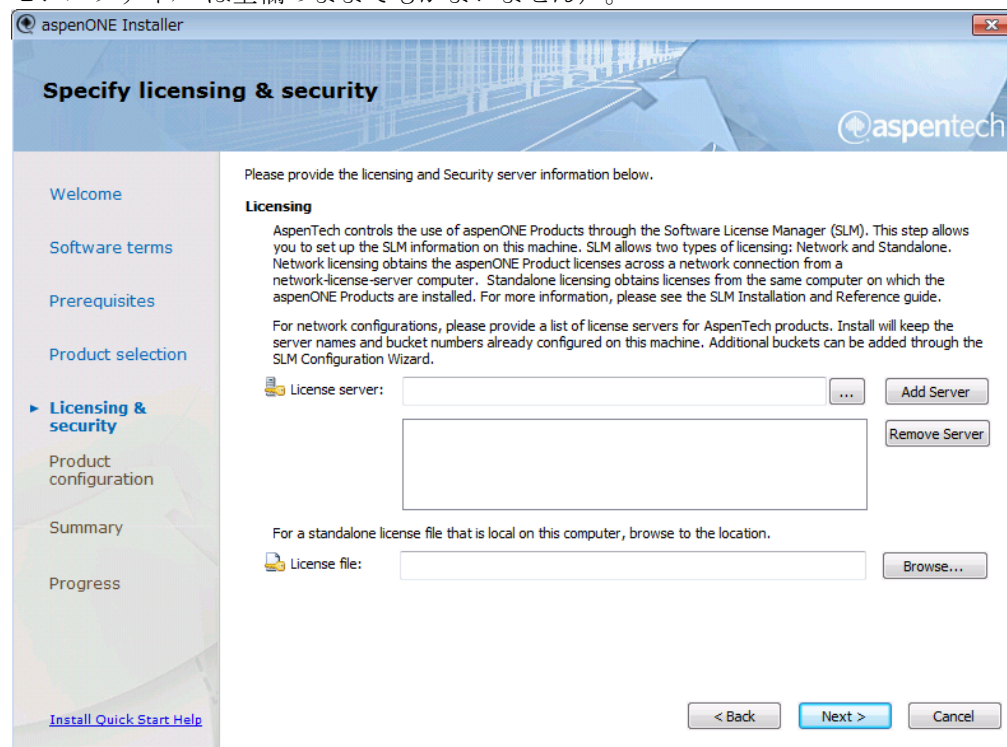 aspenONE Installer
Specify licensing & security
aspentech
Welcome
Software terms
Prerequisites
Product selection
Licensing &
security
Product
configuration
Summary
Progress
Install Quick Start Help
Please provide the licensing and Security server information below.
Licensing
AspenTech controls the use of aspenONE Products through the Software License Manager (SLM). This step allows
you to set up the SLM information on this machine. SLM allows two types of licensing: Network and Standalone.
Network licensing obtains the aspenONE Product licenses across a network connection from a
network-license-server computer.  Standalone licensing obtains licenses from the same computer on which the
aspenONE Products are installed. For more information, please see the SLM Installation and Reference guide.
For network configurations, please provide a list of license servers for AspenTech products. Install will keep the
server names and bucket numbers already configured on this machine. Additional buckets can be added through the
SLM Configuration Wizard.
License server:
...
Add Server
Remove Server
For a standalone license file that is local on this computer, browse to the location.
License file:
Browse...
< Back
Next >
Cancel